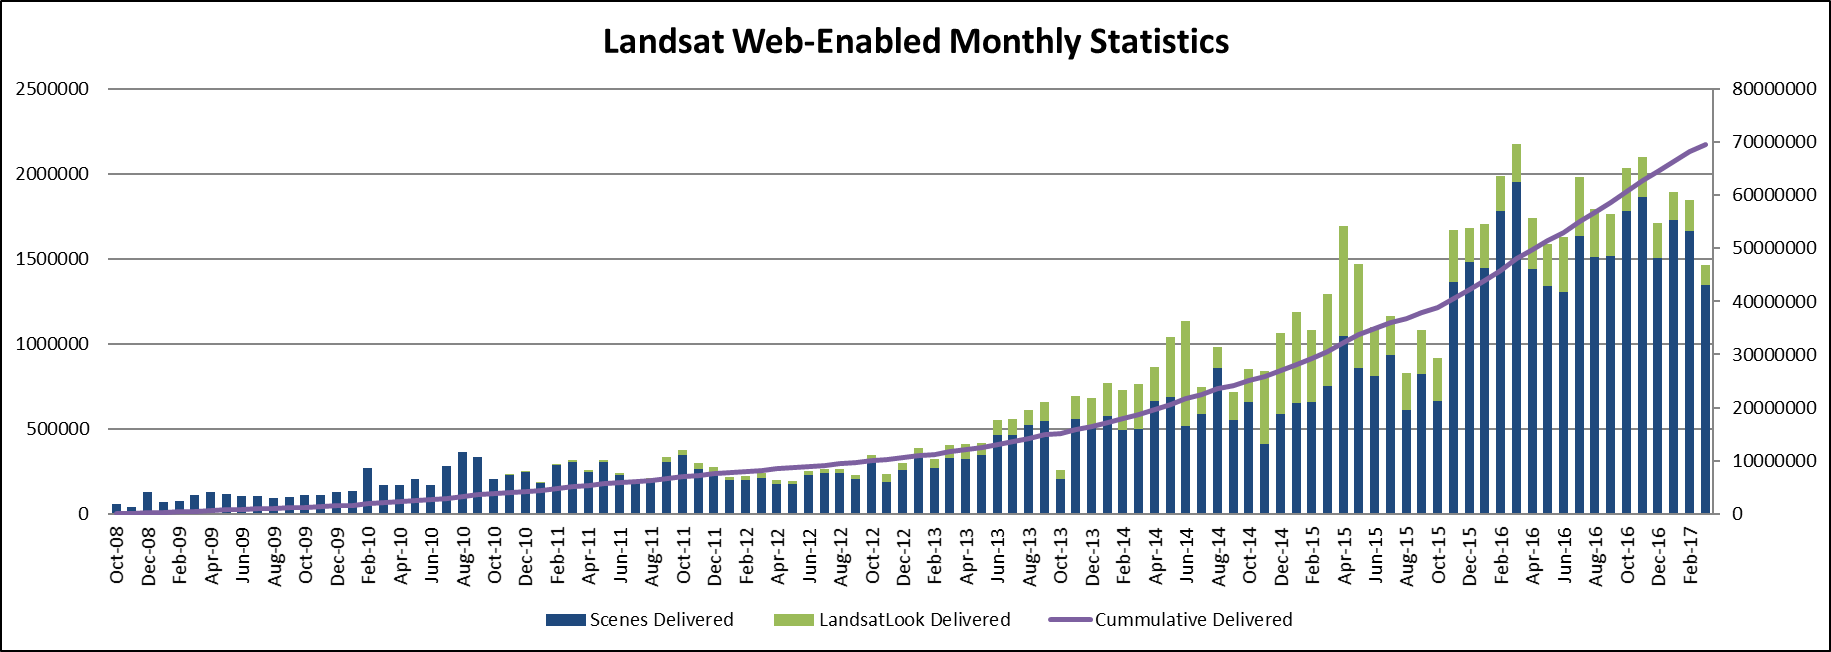 Landsat Web-Enabled Monthly Statistics
2500000
2000000
1500000
1000000
500000
0
80000000
70000000
60000000
50000000
40000000
30000000
20000000
10000000
0
Oct-08
Dec-08
Feb-09
Apr-09
Jun-09
Aug-09
Oct-09
Dec-09
Feb-10
Apr-10
Jun-10
Aug-10
Oct-10
Dec-10
Feb-11
Apr-11
Jun-11
Aug-11
Oct-11
Dec-11
Feb-12
Apr-12
Jun-12
Aug-12
Oct-12
Dec-12
Feb-13
Apr-13
Jun-13
Aug-13
Oct-13
Dec-13
Feb-14
Apr-14
Jun-14
Aug-14
Oct-14
Dec-14
Feb-15
Apr-15
Jun-15
Aug-15
Oct-15
Dec-15
Feb-16
Apr-16
Jun-16
Aug-16
Oct-16
Dec-16
Feb-17
Scenes Delivered
LandsatLook Delivered
Cummulative Delivered